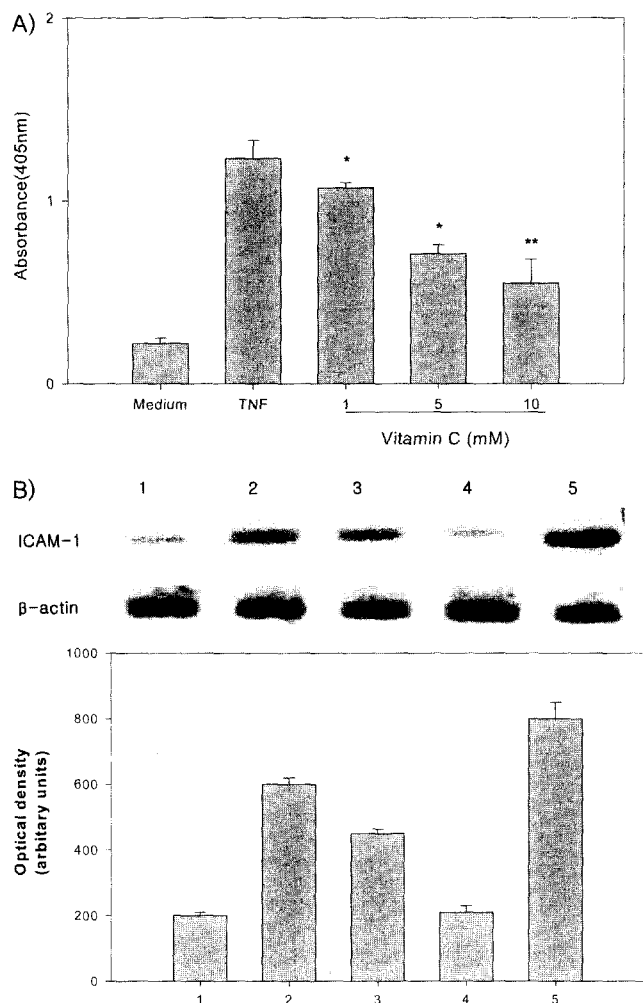 A)
2
1
0
Absorbance(405nm)
*
*
**
Medium TNF 1 5 10
Vitamin C (mM)
B) 1 2 3 4 5
ICAM-1
β-actin
1000
800
600
400
200
0
Optical density
(arbitary units)
1 2 3 4 5